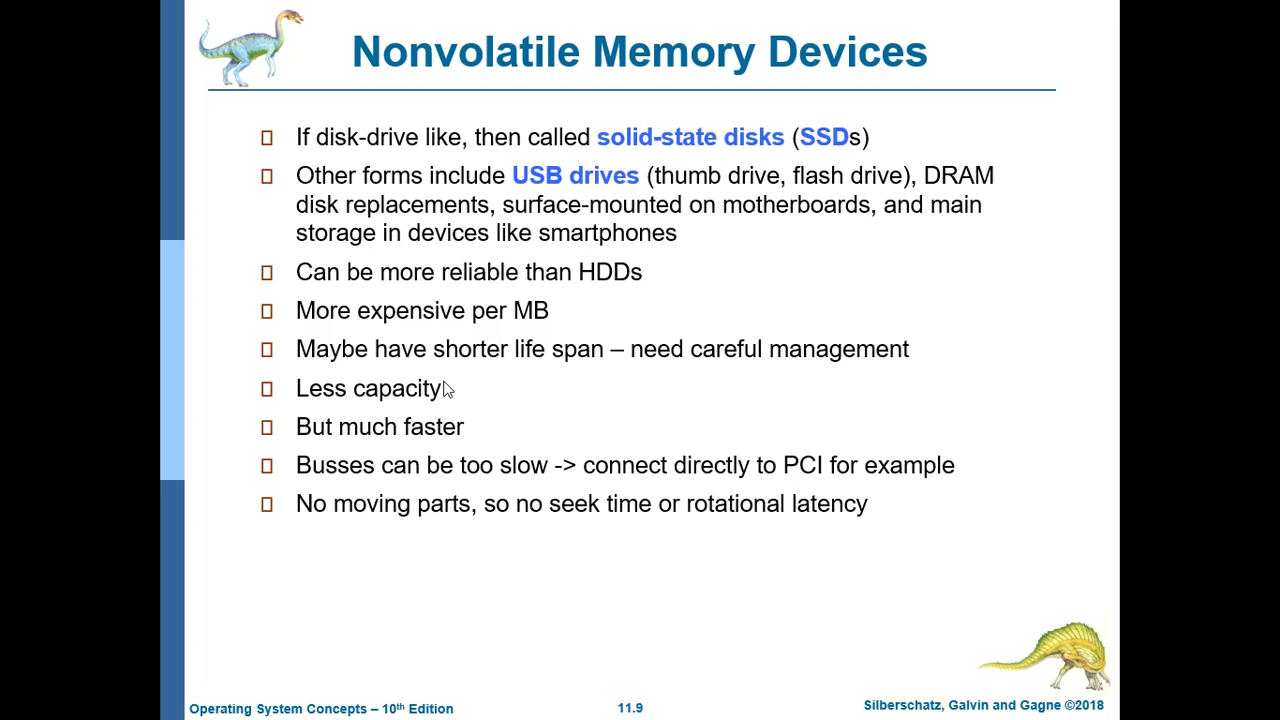 Nonvolatile Memory Devices
If disk-drive like, then called solid-state disks (SSDs)
Other forms include USB drives (thumb drive, flash drive), DRAM
disk replacements, surface-mounted on motherboards, and main
storage in devices like smartphones
Can be more reliable than HDDs
More expensive per MB
Maybe have shorter life span – need careful management
Less capacity
But much faster
Busses can be too slow -> connect directly to PCI for example
No moving parts, so no seek time or rotational latency
Operating System Concepts – 10th Edition
11.9
Silberschatz, Galvin and Gagne ©2018